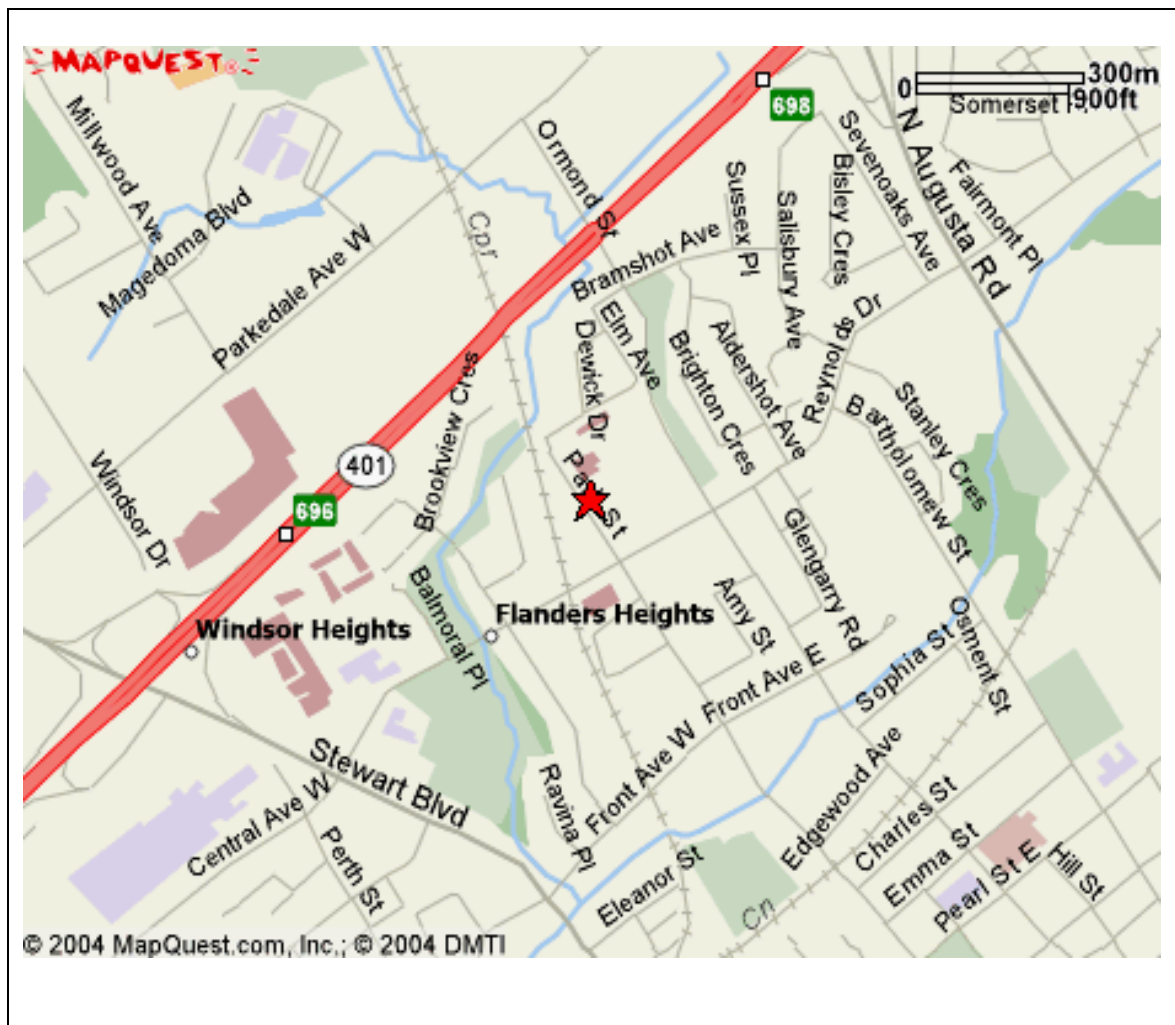 MAPQUEST®
0
300m
900ft
Somerset
698
Millwood Ave
Magedoma Blvd
Parkedale Ave W
Cpr
Ormond St
Bramshot Ave
Sussex Pl
Salisbury Ave
Bisley Cres
Sevenoaks Ave
N Augusta Rd
Fairmont Pl
Reynolds Dr
Dewick Dr
Elm Ave
Brighton Cres
Aldershot Ave
Stanley Cres
Bartholomew St
Windsor Dr
401
696
Brookview Cres
St
Glengarry Rd
Amy St
Windsor Heights
Flanders Heights
Balmoral Pl
Front Ave E
Sophia St
Osment St
Stewart Blvd
Front Ave W
Ravina Pl
Central Ave W
Perth St
Edgewood Ave
Charles St
Emma St
Pearl St E
Hill St
Eleanor St
Cn
© 2004 MapQuest.com, Inc.; © 2004 DMTI